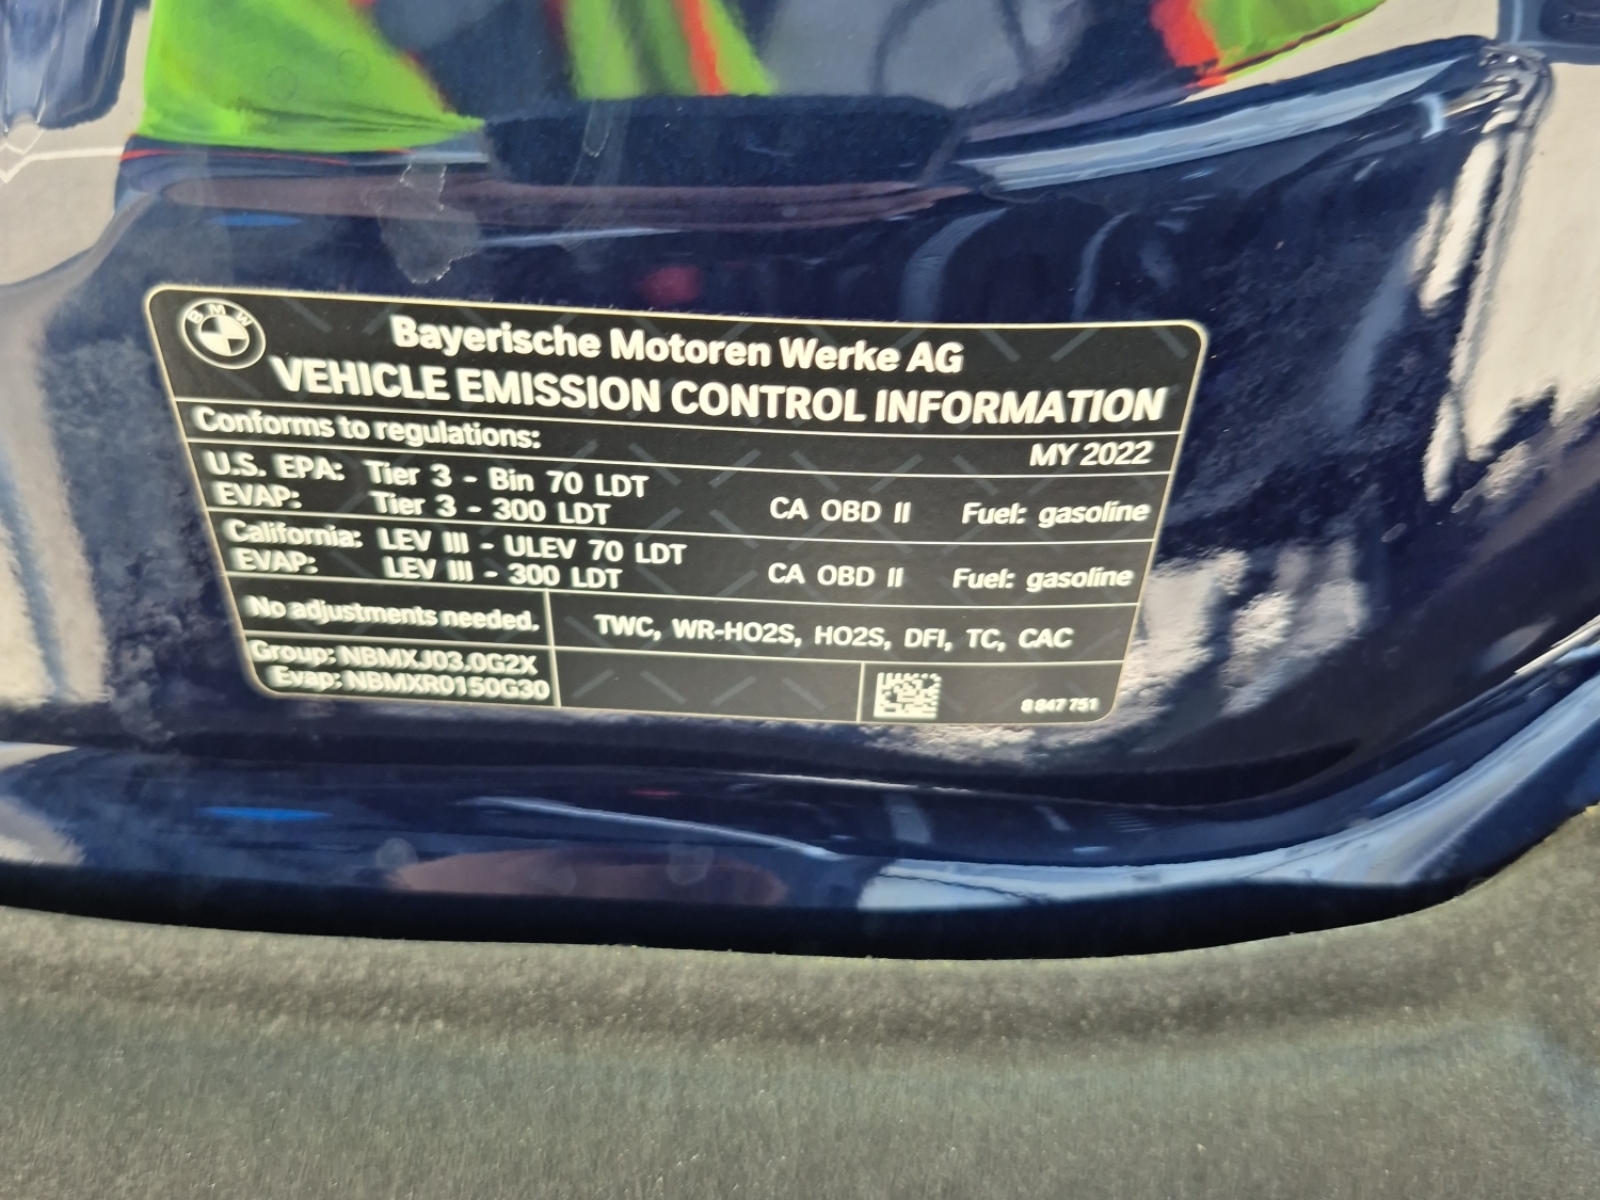 BMW
Bayerische Motoren Werke AG
VEHICLE EMISSION CONTROL INFORMATION
Conforms to regulations:
MY 2022
U.S. EPA: Tier 3 - Bin 70 LDT
EVAP: Tier 3 - 300 LDT
CA OBD II Fuel: gasoline
California: LEV III - ULEV 70 LDT
EVAP: LEV III - 300 LDT
CA OBD II Fuel: gasoline
No adjustments needed.
TWC, WR-HO2S, HO2S, DFI, TC, CAC
Group: NBMXJ03.0G2X
Evap: NBMXR0150G30
8 847 751